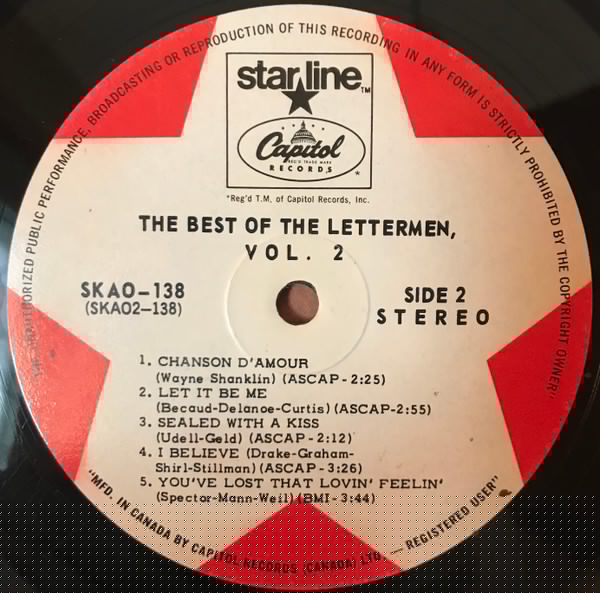 "THE UNAUTHORIZED PUBLIC PERFORMANCE, BROADCASTING OR REPRODUCTION OF THIS RECORDING IN ANY FORM IS STRICTLY PROHIBITED BY THE COPYRIGHT OWNER"
starline TM
Capitol
REG'D TRADE MARK
RECORDS
*
*Reg'd T.M. of Capitol Records, Inc.
THE BEST OF THE LETTERMEN,
VOL. 2
SKAO-138
(SKAO2-138)
SIDE 2
STEREO
1. CHANSON D'AMOUR
(Wayne Shanklin) (ASCAP-2:25)
2. LET IT BE ME
(Becaud-Delanoe-Curtis) (ASCAP-2:55)
3. SEALED WITH A KISS
(Udell-Geld) (ASCAP-2:12)
4. I BELIEVE (Drake-Graham-
Shirl-Stillman) (ASCAP-3:26)
5. YOU'VE LOST THAT LOVIN' FEELIN'
(Spector-Mann-Weil) (BMI-3:44)
"MFD. IN CANADA BY CAPITOL RECORDS (CANADA) LTD. — REGISTERED USER"